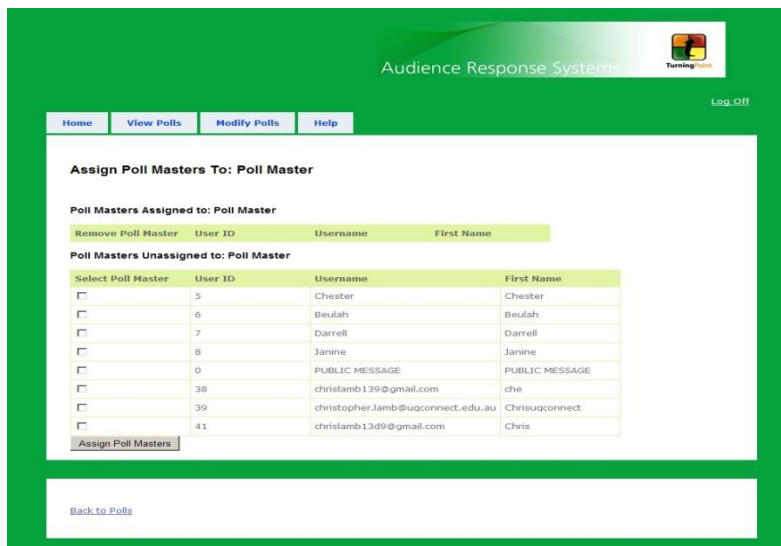 Audience Response Systems
TurningPoint
Log Off
Home View Polls Modify Polls Help
Assign Poll Masters To: Poll Master
Poll Masters Assigned to: Poll Master
Remove Poll Master User ID Username First Name
Poll Masters Unassigned to: Poll Master
Select Poll Master User ID Username First Name
5 Chester Chester
6 Beulah Beulah
7 Darrell Darrell
8 Janine Janine
0 PUBLIC MESSAGE PUBLIC MESSAGE
38 chrislamb139@gmail.com che
39 christopher.lamb@uqconnect.edu.au Chrisuqconnect
41 chrislamb13d9@gmail.com Chris
Assign Poll Masters
Back to Polls